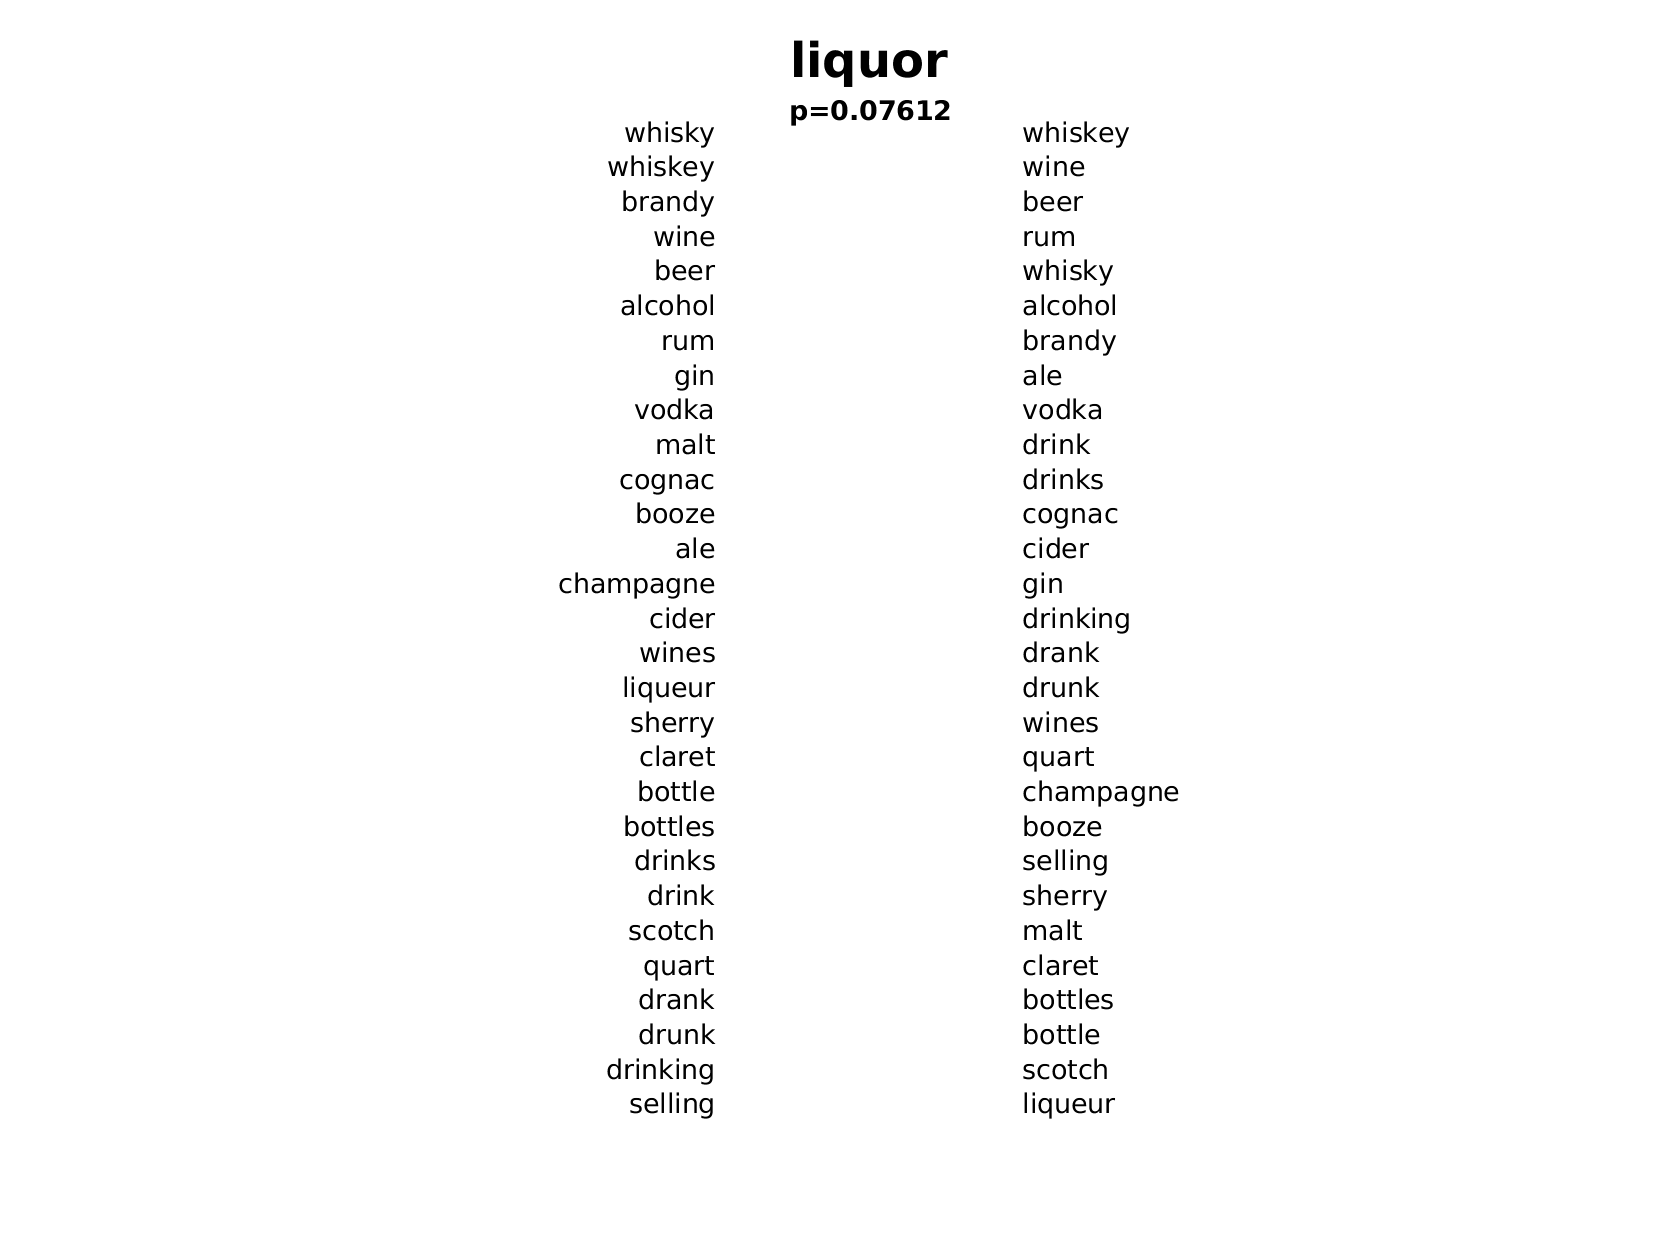 liquor
p=0.07612
whisky whiskey
whiskey wine
brandy beer
wine rum
beer whisky
alcohol alcohol
rum brandy
gin ale
vodka vodka
malt drink
cognac drinks
booze cognac
ale cider
champagne gin
cider drinking
wines drank
liqueur drunk
sherry wines
claret quart
bottle champagne
bottles booze
drinks selling
drink sherry
scotch malt
quart claret
drank bottles
drunk bottle
drinking scotch
selling liqueur